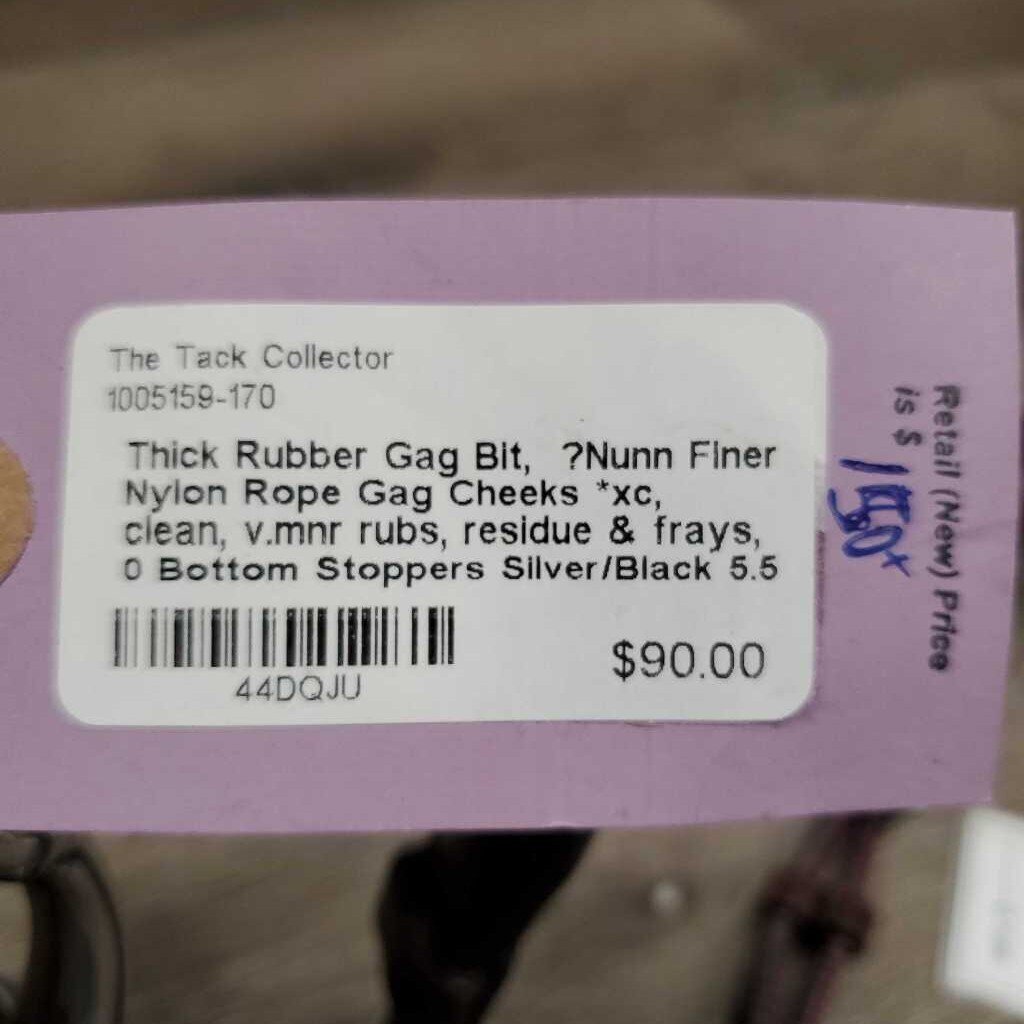 The Tack Collector
1005159-170
Thick Rubber Gag Bit, ?Nunn Finer
Nylon Rope Gag Cheeks *xc,
clean, v.mnr rubs, residue & frays,
0 Bottom Stoppers Silver/Black 5.5
44DQJU
$90.00
Retail (New) Price
is $